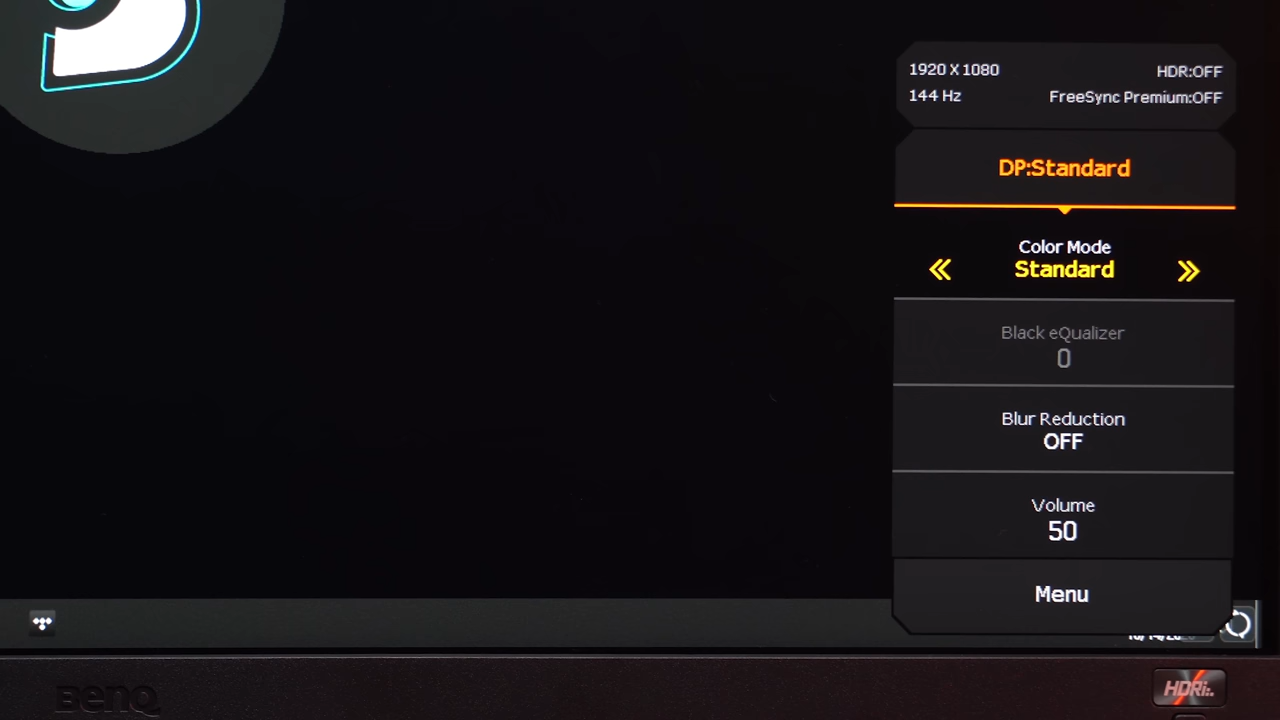 1920 X 1080
HDR:OFF
144 Hz
FreeSync Premium:OFF
DP:Standard
Color Mode
Standard
Black eQualizer
0
Blur Reduction
OFF
Volume
50
Menu
BenQ
HDRi